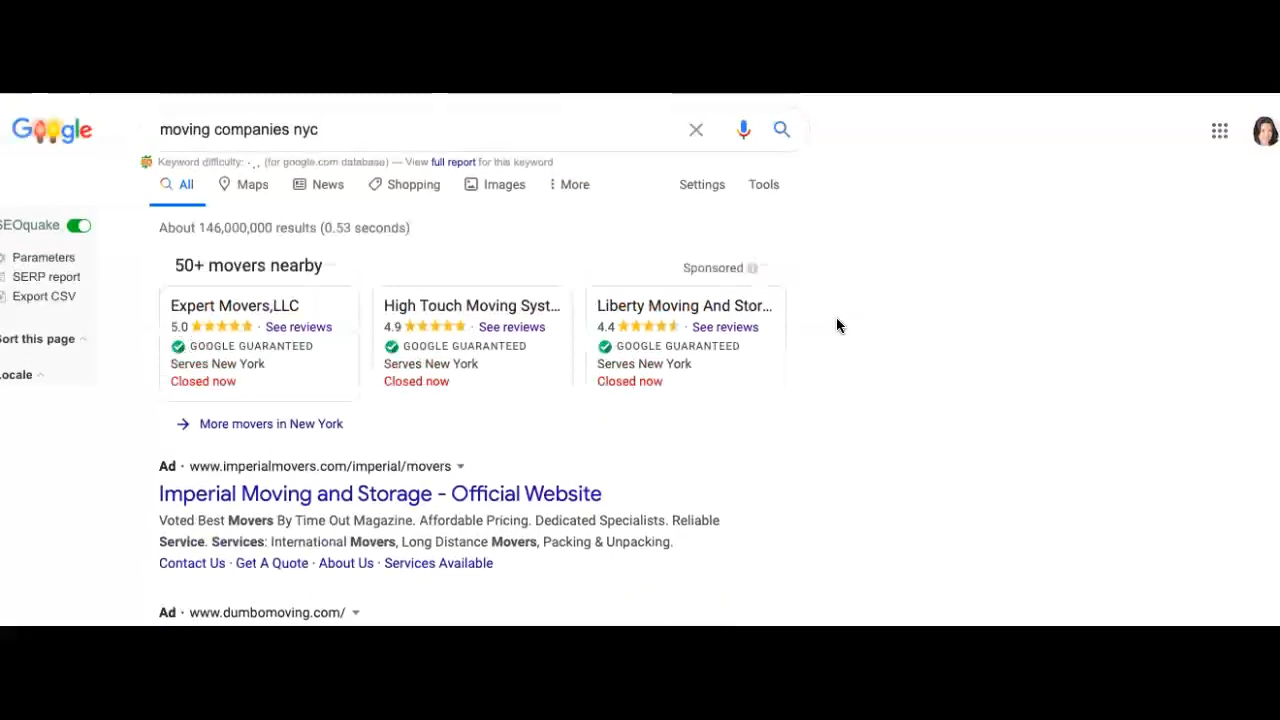 Google
moving companies nyc
Keyword difficulty: (for google.com database) — View full report for this keyword
All Maps News Shopping Images More Settings Tools
SEOquake
About 146,000,000 results (0.53 seconds)
Parameters
SERP report
Export CSV
Sort this page
Locale
50+ movers nearby
Sponsored
Expert Movers,LLC
5.0 · See reviews
GOOGLE GUARANTEED
Serves New York
Closed now
High Touch Moving Syst...
4.9 · See reviews
GOOGLE GUARANTEED
Serves New York
Closed now
Liberty Moving And Stor...
4.4 · See reviews
GOOGLE GUARANTEED
Serves New York
Closed now
More movers in New York
Ad · www.imperialmovers.com/imperial/movers
Imperial Moving and Storage - Official Website
Voted Best Movers By Time Out Magazine. Affordable Pricing. Dedicated Specialists. Reliable
Service. Services: International Movers, Long Distance Movers, Packing & Unpacking.
Contact Us · Get A Quote · About Us · Services Available
Ad · www.dumbomoving.com/